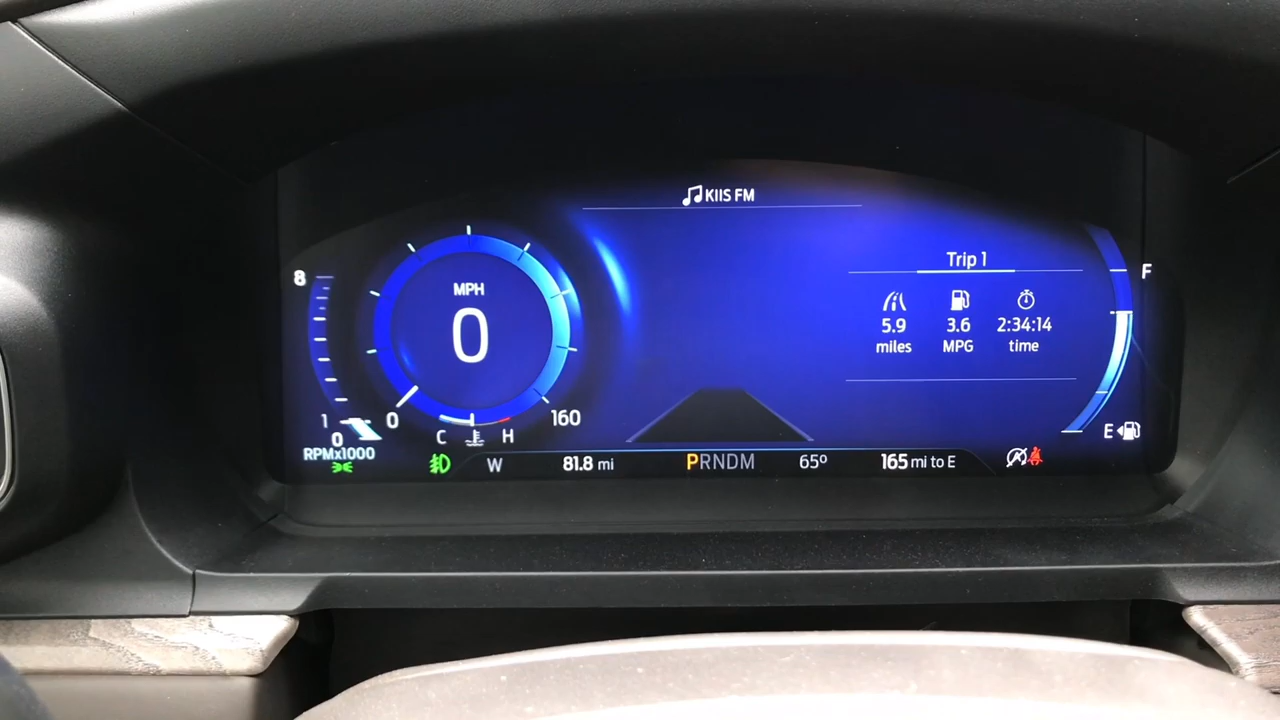 KIIS FM
Trip 1
5.9 3.6 2:34:14
miles MPG time
MPH
0
8
1
0
RPMx1000
0 160
C H
F
E
W 81.8 mi PRNDM 65º 165 mi to E